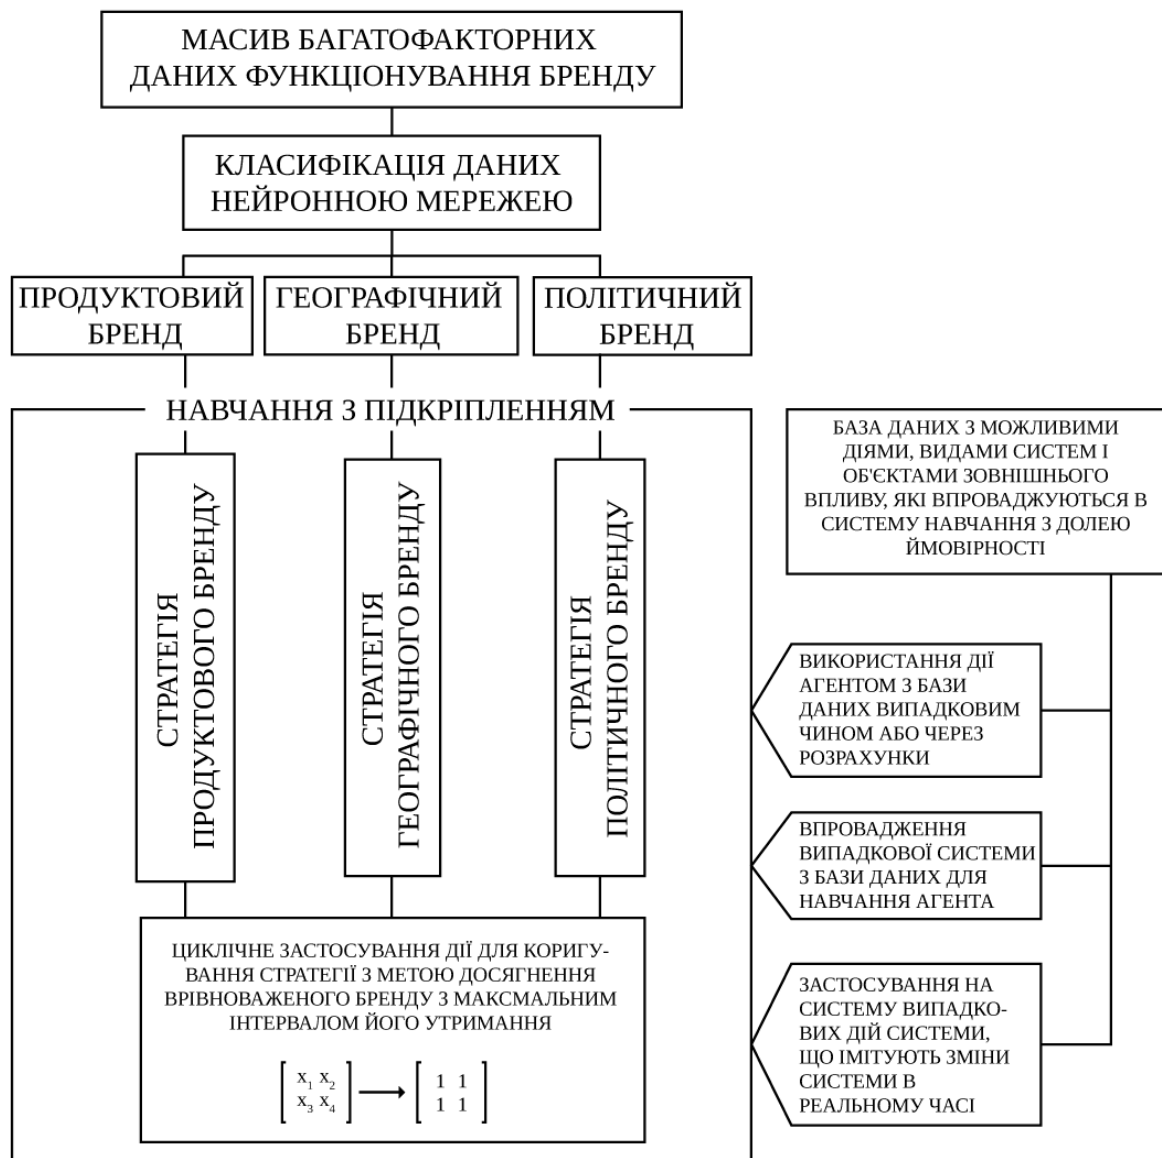 МАСИВ БАГАТОФАКТОРНИХ
ДАНИХ ФУНКЦІОНУВАННЯ БРЕНДУ
КЛАСИФІКАЦІЯ ДАНИХ
НЕЙРОННОЮ МЕРЕЖЕЮ
ПРОДУКТОВИЙ
БРЕНД
ГЕОГРАФІЧНИЙ
БРЕНД
ПОЛІТИЧНИЙ
БРЕНД
НАВЧАННЯ З ПІДКРІПЛЕННЯМ
СТРАТЕГІЯ
ПРОДУКТОВОГО БРЕНДУ
СТРАТЕГІЯ
ГЕОГРАФІЧНОГО БРЕНДУ
СТРАТЕГІЯ
ПОЛІТИЧНОГО БРЕНДУ
ЦИКЛІЧНЕ ЗАСТОСУВАННЯ ДІЇ ДЛЯ КОРИГУ-
ВАННЯ СТРАТЕГІЇ З МЕТОЮ ДОСЯГНЕННЯ
ВРІВНОВАЖЕНОГО БРЕНДУ З МАКСМАЛЬНИМ
ІНТЕРВАЛОМ ЙОГО УТРИМАННЯ
x₁ x₂ 1 1
x₃ x₄ 1 1
БАЗА ДАНИХ З МОЖЛИВИМИ
ДІЯМИ, ВИДАМИ СИСТЕМ І
ОБ'ЄКТАМИ ЗОВНІШНЬОГО
ВПЛИВУ, ЯКІ ВПРОВАДЖУЮТЬСЯ В
СИСТЕМУ НАВЧАННЯ З ДОЛЕЮ
ЙМОВІРНОСТІ
ВИКОРИСТАННЯ ДІЇ
АГЕНТОМ З БАЗИ
ДАНИХ ВИПАДКОВИМ
ЧИНОМ АБО ЧЕРЕЗ
РОЗРАХУНКИ
ВПРОВАДЖЕННЯ
ВИПАДКОВОЇ СИСТЕМИ
З БАЗИ ДАНИХ ДЛЯ
НАВЧАННЯ АГЕНТА
ЗАСТОСУВАННЯ НА
СИСТЕМУ ВИПАДКО-
ВИХ ДІЙ СИСТЕМИ,
ЩО ІМІТУЮТЬ ЗМІНИ
СИСТЕМИ В
РЕАЛЬНОМУ ЧАСІ